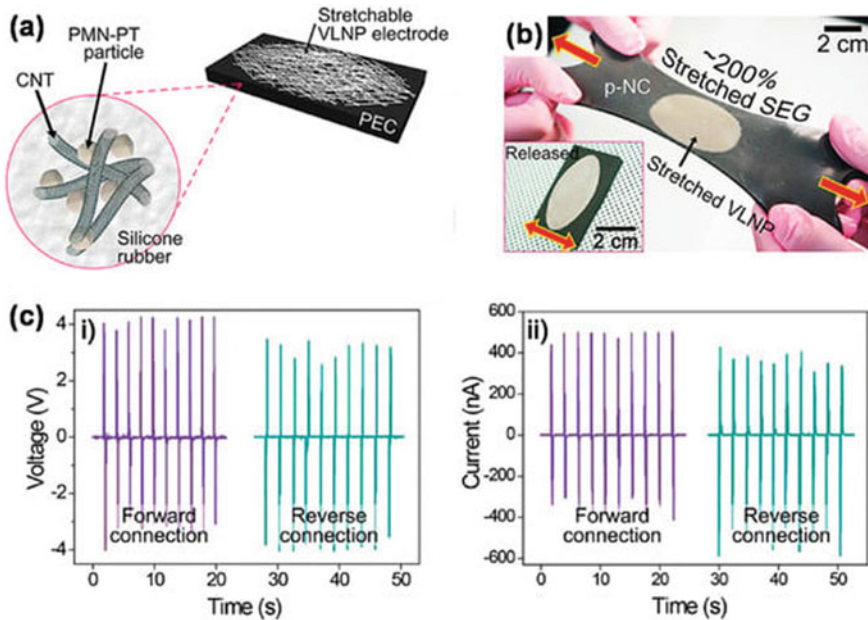 (a)
Stretchable
VLNP electrode
PMN-PT
particle
CNT
PEC
Silicone
rubber
(b)
2 cm
~200%
Stretched SEG
p-NC
Stretched VLNP
Released
2 cm
(c)
i)
Voltage (V)
4
2
0
-2
-4
Forward
connection
Reverse
connection
0
10
20
30
40
50
Time (s)
ii)
Current (nA)
600
400
200
0
-200
-400
-600
Forward
connection
Reverse
connection
0
10
20
30
40
50
Time (s)